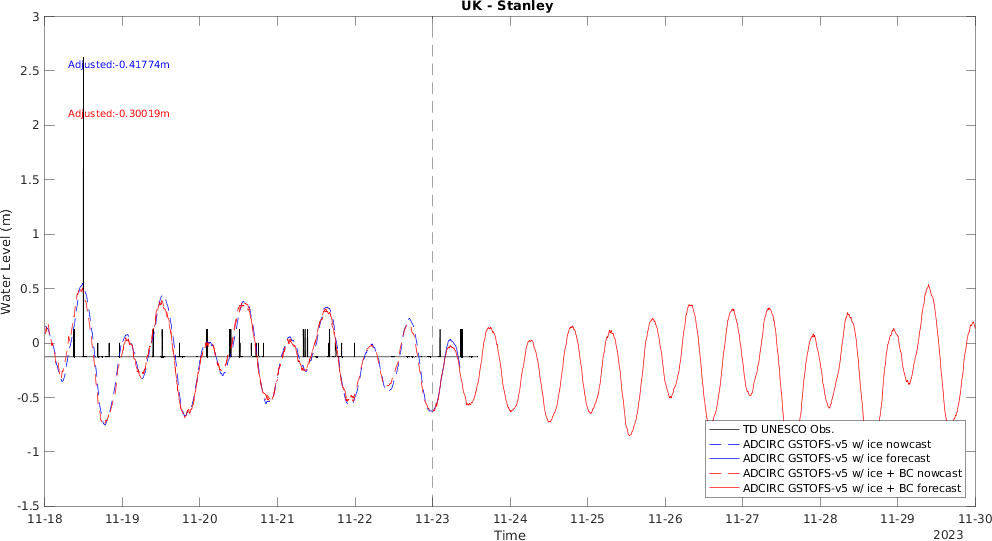 UK - Stanley
3
2.5
2
1.5
1
0.5
0
-0.5
-1
-1.5
Water Level (m)
Adjusted:-0.41774m
Adjusted:-0.30019m
TD UNESCO Obs.
ADCIRC GSTOFS-v5 w/ ice nowcast
ADCIRC GSTOFS-v5 w/ ice forecast
ADCIRC GSTOFS-v5 w/ ice + BC nowcast
ADCIRC GSTOFS-v5 w/ ice + BC forecast
11-18 11-19 11-20 11-21 11-22 11-23 11-24 11-25 11-26 11-27 11-28 11-29 11-30
Time
2023